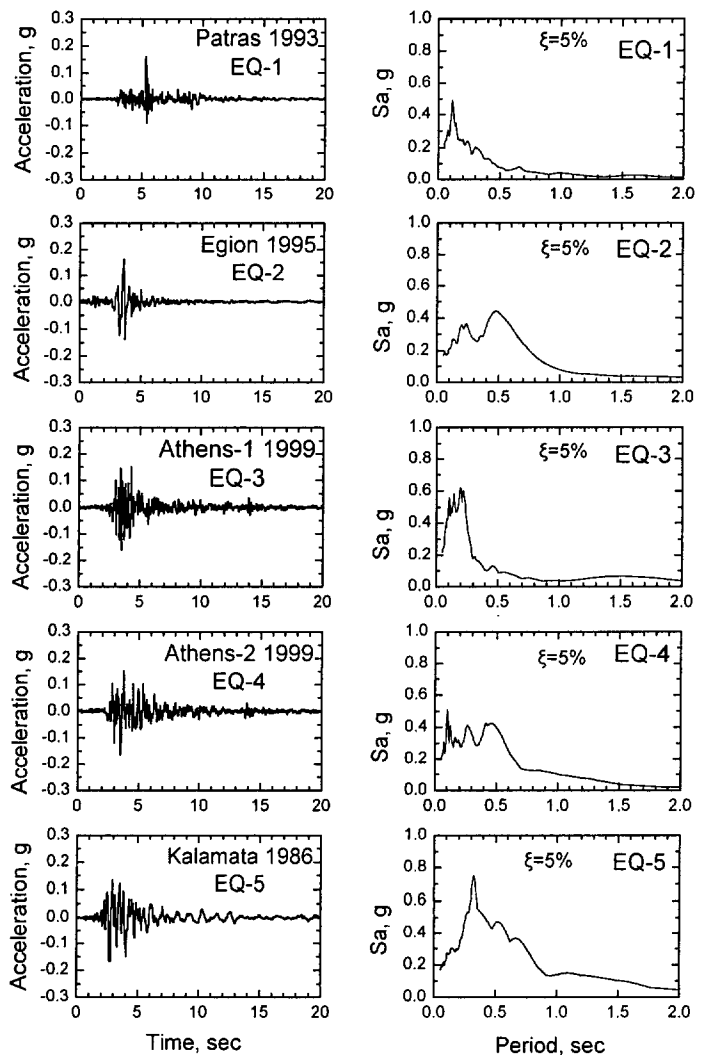 Patras 1993
EQ-1
Acceleration, g
0.3
0.2
0.1
0.0
-0.1
-0.2
-0.3
0 5 10 15 20
ξ=5% EQ-1
Sa, g
1.0
0.8
0.6
0.4
0.2
0.0
0.0 0.5 1.0 1.5 2.0
Egion 1995
EQ-2
Acceleration, g
0.3
0.2
0.1
0.0
-0.1
-0.2
-0.3
0 5 10 15 20
ξ=5% EQ-2
Sa, g
1.0
0.8
0.6
0.4
0.2
0.0
0.0 0.5 1.0 1.5 2.0
Athens-1 1999
EQ-3
Acceleration, g
0.3
0.2
0.1
0.0
-0.1
-0.2
-0.3
0 5 10 15 20
ξ=5% EQ-3
Sa, g
1.0
0.8
0.6
0.4
0.2
0.0
0.0 0.5 1.0 1.5 2.0
Athens-2 1999
EQ-4
Acceleration, g
0.3
0.2
0.1
0.0
-0.1
-0.2
-0.3
0 5 10 15 20
ξ=5% EQ-4
Sa, g
1.0
0.8
0.6
0.4
0.2
0.0
0.0 0.5 1.0 1.5 2.0
Kalamata 1986
EQ-5
Acceleration, g
0.3
0.2
0.1
0.0
-0.1
-0.2
-0.3
0 5 10 15 20
Time, sec
ξ=5% EQ-5
Sa, g
1.0
0.8
0.6
0.4
0.2
0.0
0.0 0.5 1.0 1.5 2.0
Period, sec